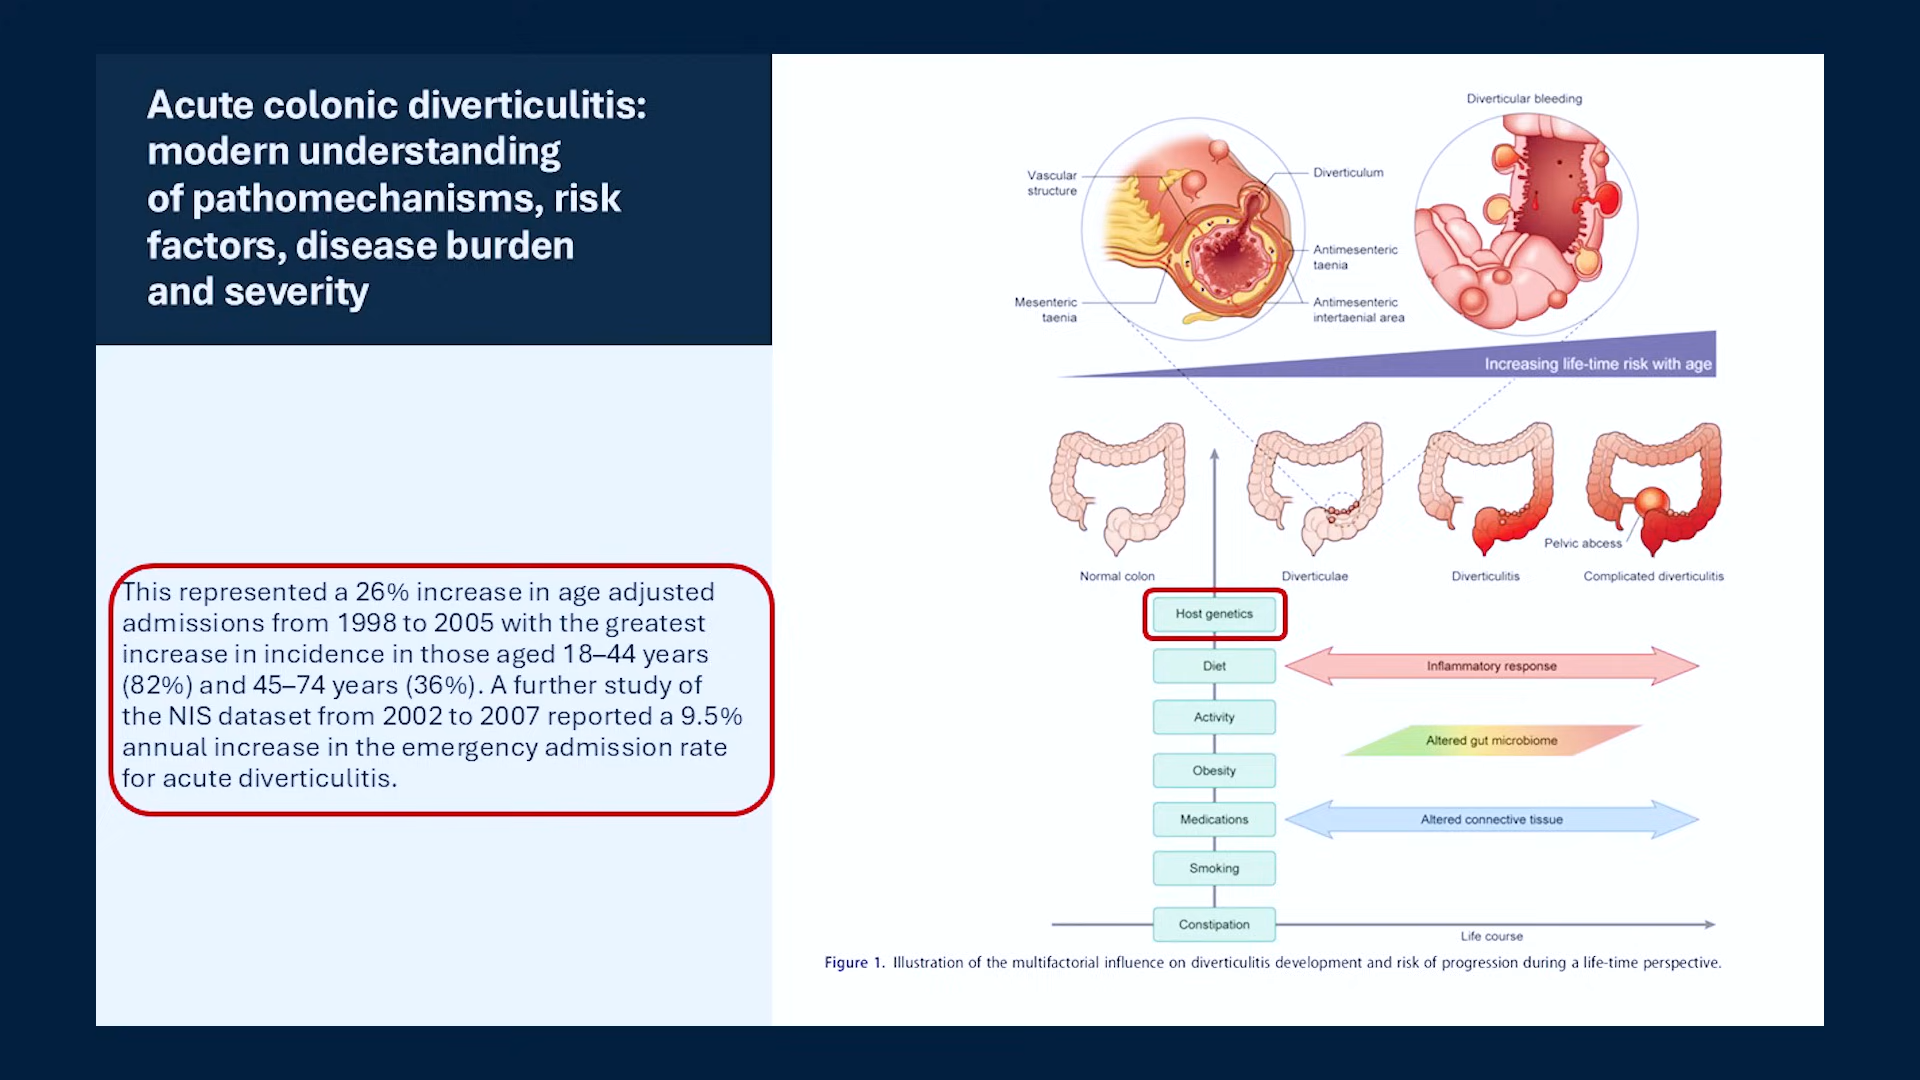 Acute colonic diverticulitis:
modern understanding
of pathomechanisms, risk
factors, disease burden
and severity
This represented a 26% increase in age adjusted
admissions from 1998 to 2005 with the greatest
increase in incidence in those aged 18–44 years
(82%) and 45–74 years (36%). A further study of
the NIS dataset from 2002 to 2007 reported a 9.5%
annual increase in the emergency admission rate
for acute diverticulitis.
Diverticular bleeding
Vascular
structure
Diverticulum
Antimesenteric
taenia
Mesenteric
taenia
Antimesenteric
intertaenial area
Increasing life-time risk with age
Pelvic abcess
Normal colon
Diverticulae
Diverticulitis
Complicated diverticulitis
Host genetics
Diet
Inflammatory response
Activity
Altered gut microbiome
Obesity
Medications
Altered connective tissue
Smoking
Constipation
Life course
Figure 1. Illustration of the multifactorial influence on diverticulitis development and risk of progression during a life-time perspective.